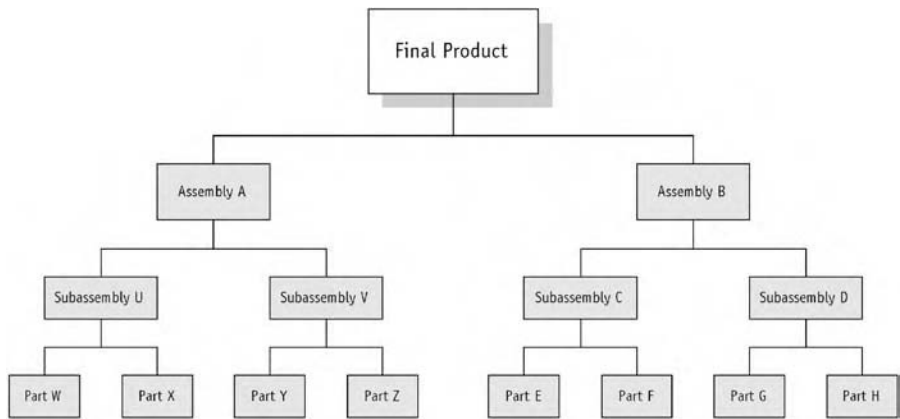 Final Product
Assembly A
Assembly B
Subassembly U
Subassembly V
Subassembly C
Subassembly D
Part W
Part X
Part Y
Part Z
Part E
Part F
Part G
Part H